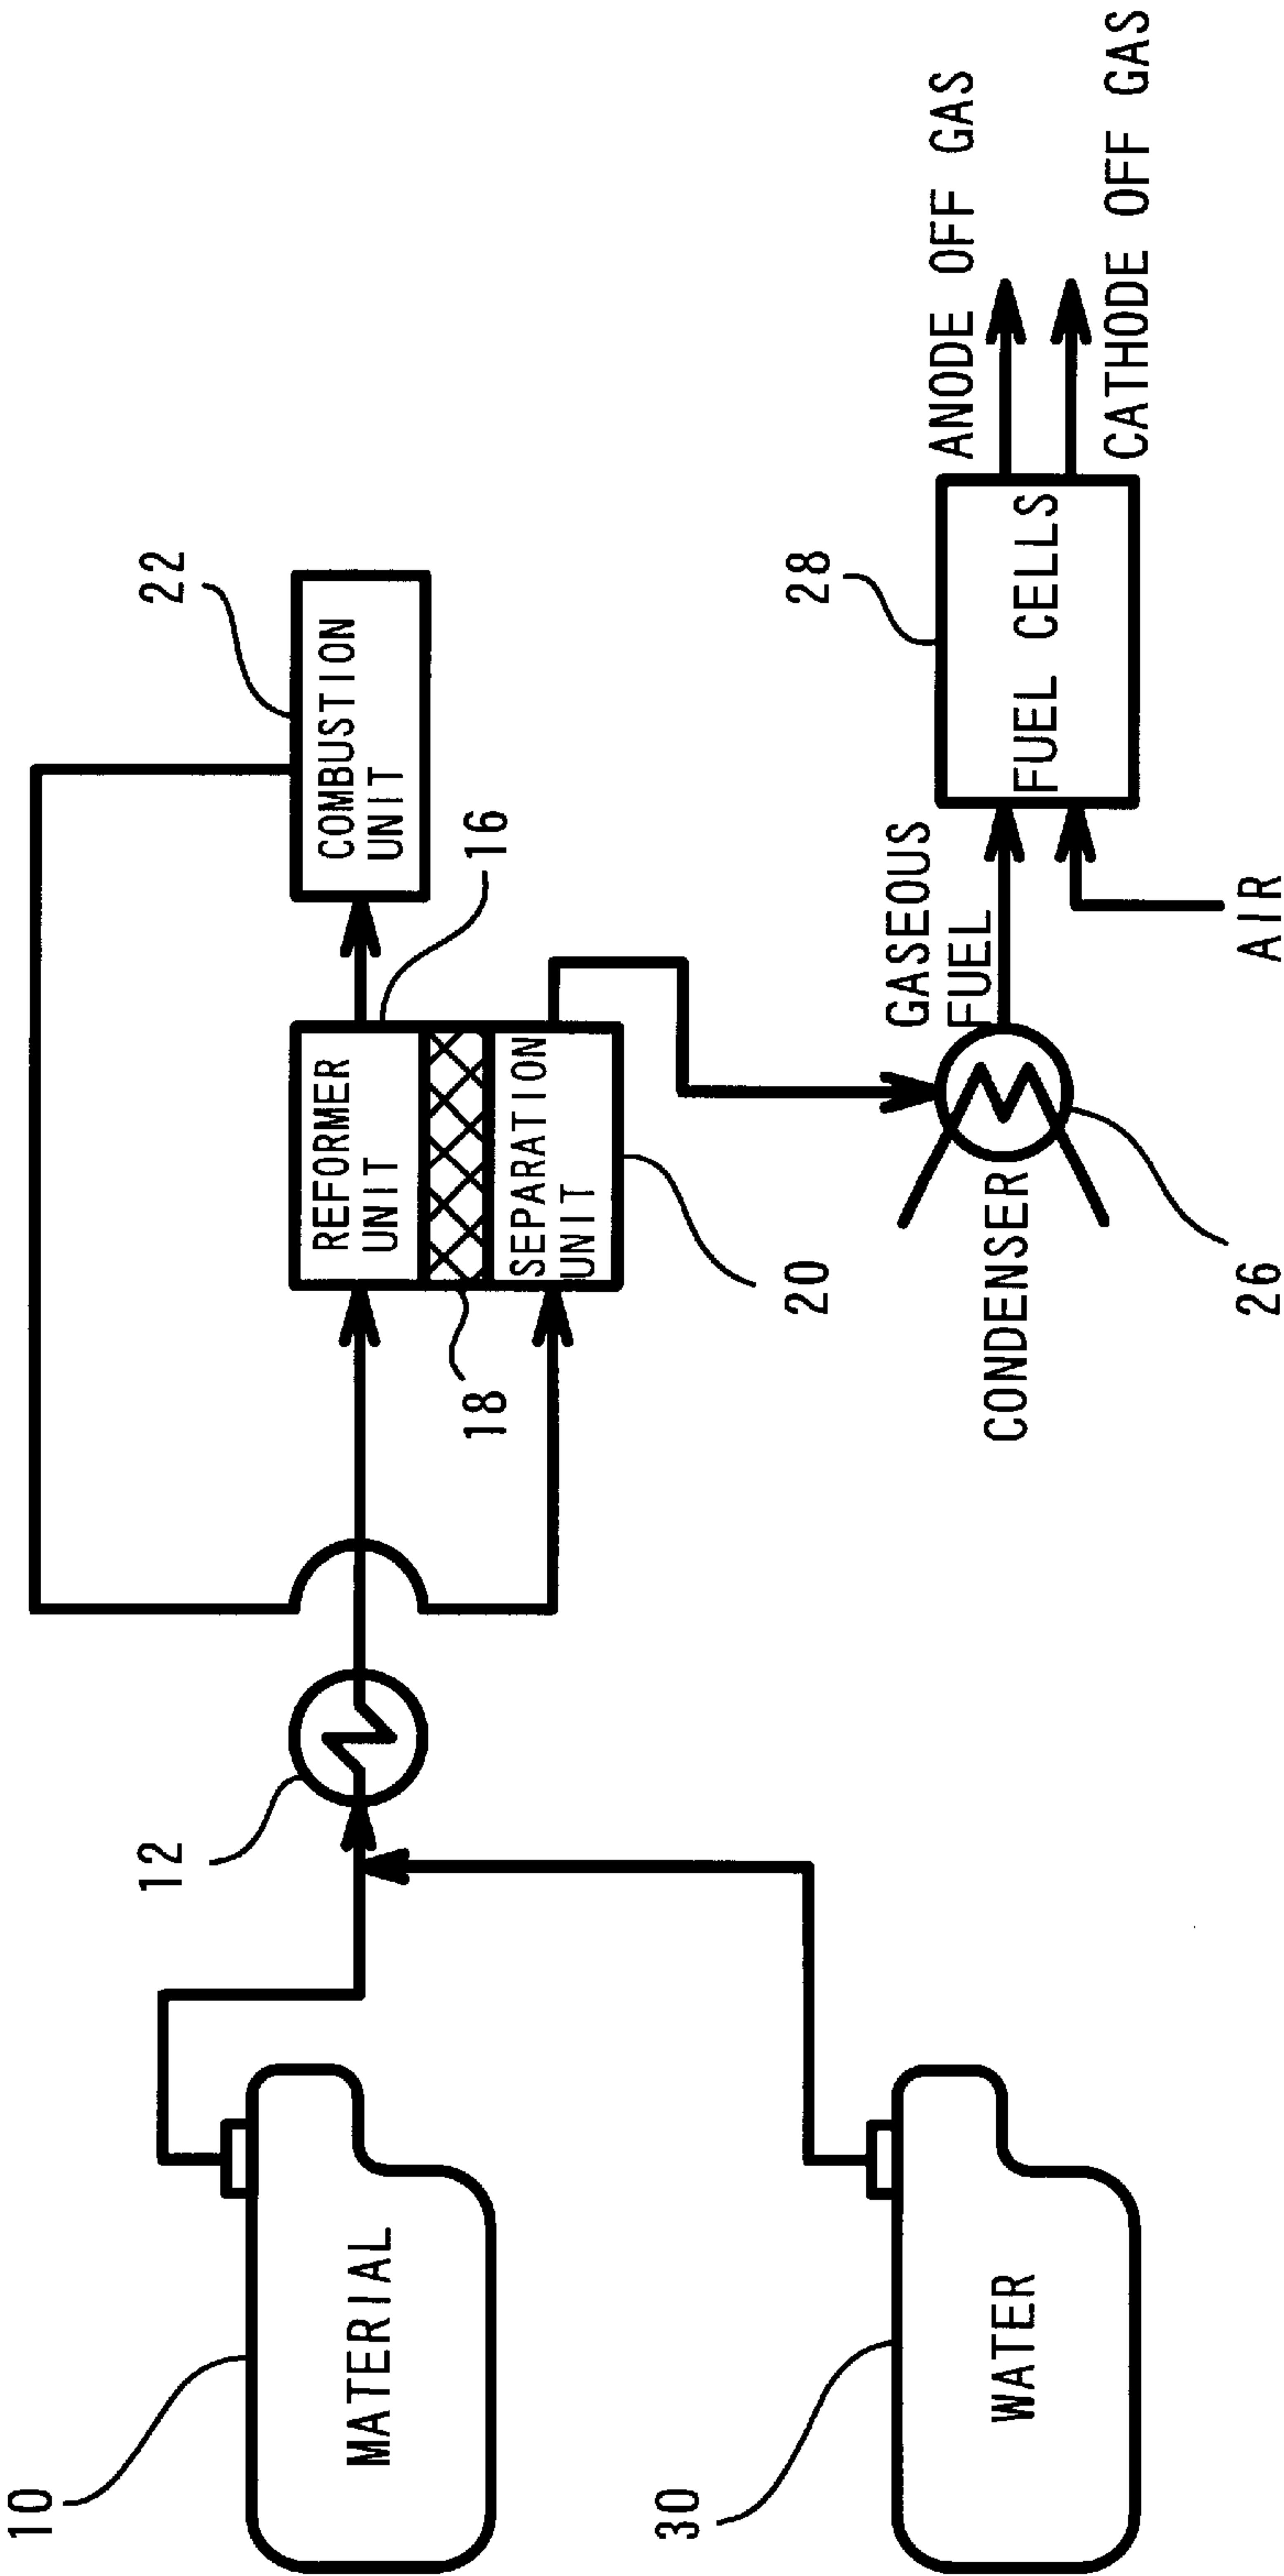 22
COMBUSTION
UNIT
16
REFORMER
UNIT
18
SEPARATION
UNIT
20
12
10
MATERIAL
30
WATER
CONDENSER
26
GASEOUS
FUEL
AIR
28
FUEL CELLS
ANODE OFF GAS
CATHODE OFF GAS